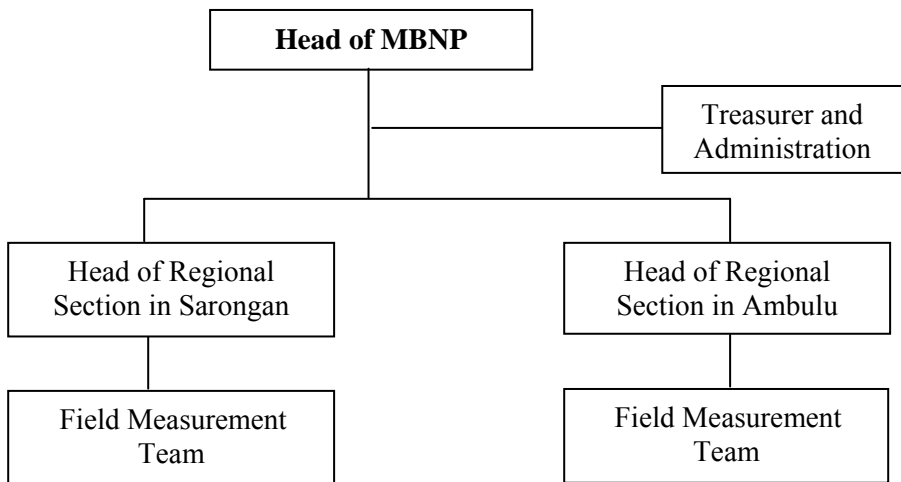 Head of MBNP
Treasurer and
Administration
Head of Regional
Section in Sarongan
Head of Regional
Section in Ambulu
Field Measurement
Team
Field Measurement
Team